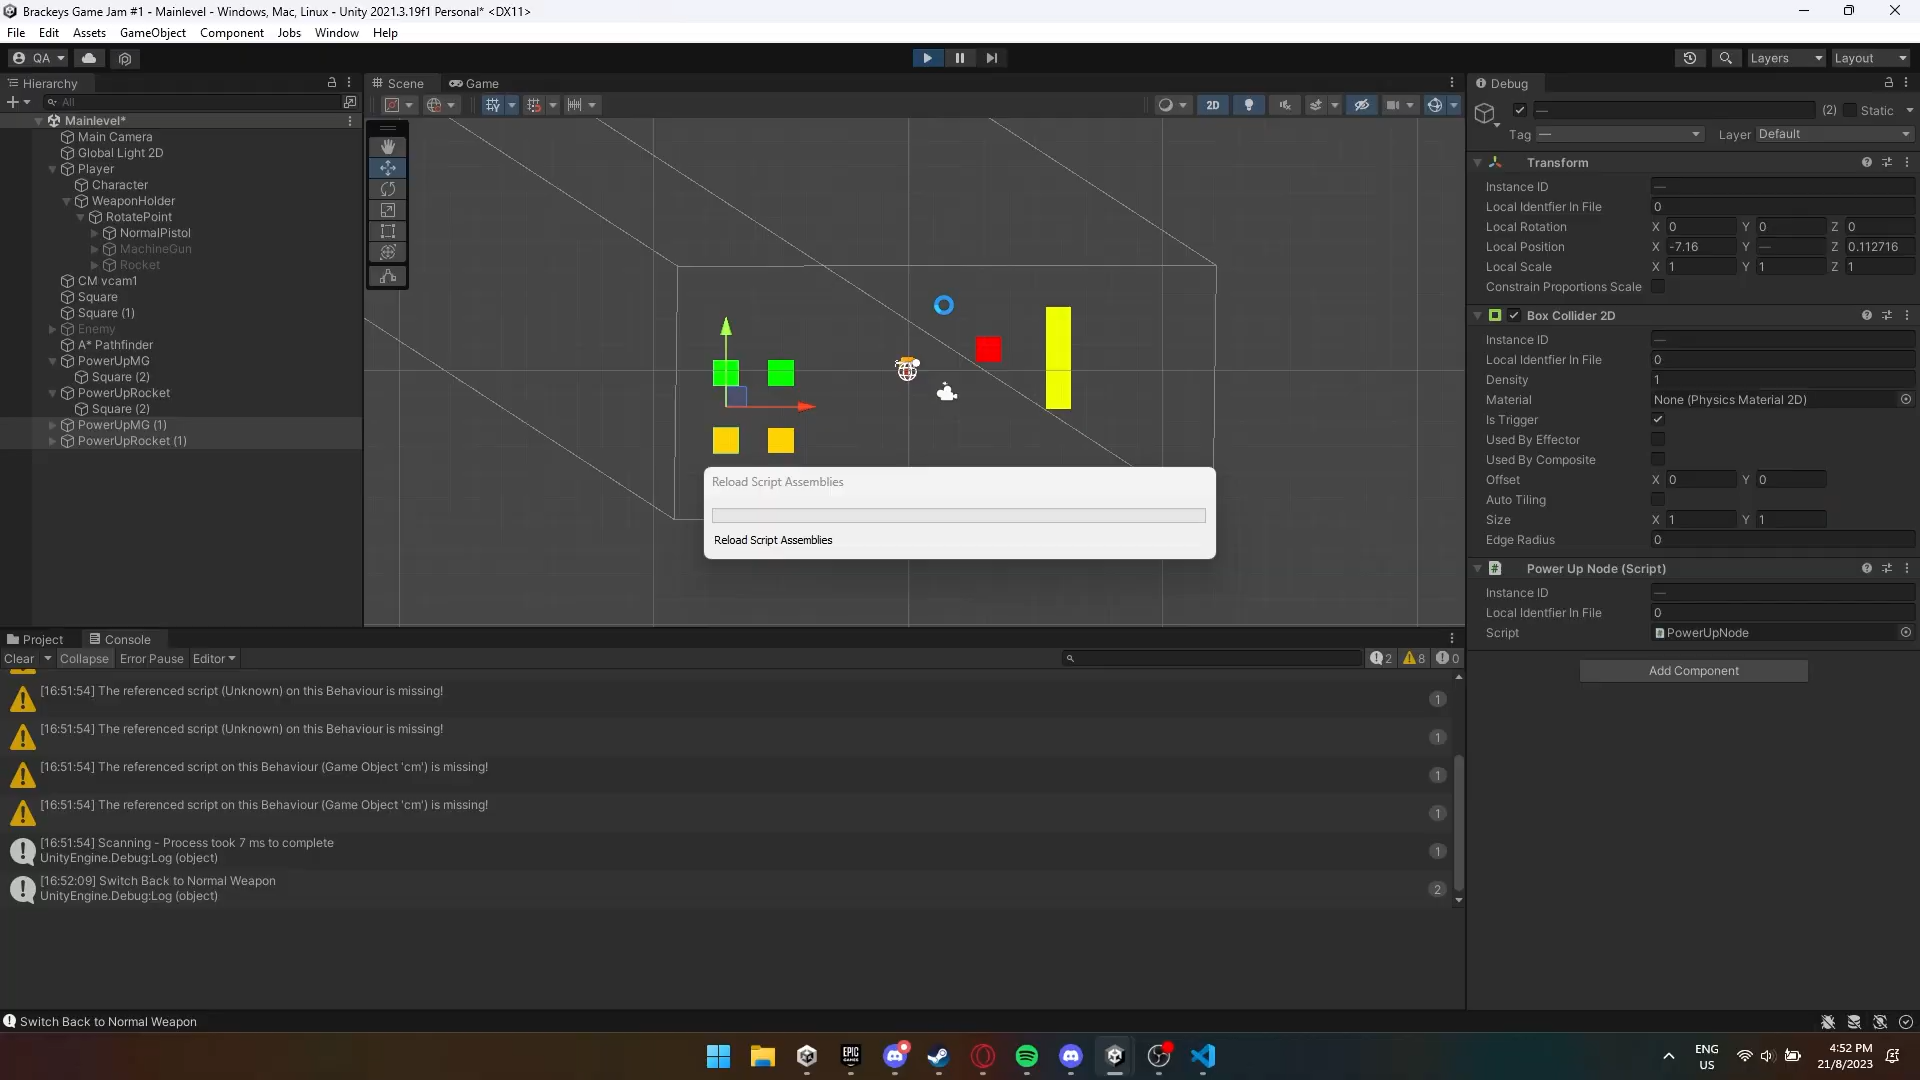 Brackeys Game Jam #1 - Mainlevel - Windows, Mac, Linux - Unity 2021.3.19f1 Personal* <DX11>
File Edit Assets GameObject Component Jobs Window Help
QA
Layers
Layout
Hierarchy
All
Mainlevel*
Main Camera
Global Light 2D
Player
Character
WeaponHolder
RotatePoint
NormalPistol
MachineGun
Rocket
CM vcam1
Square
Square (1)
Enemy
A* Pathfinder
PowerUpMG
Square (2)
PowerUpRocket
Square (2)
PowerUpMG (1)
PowerUpRocket (1)
Scene
Game
2D
Reload Script Assemblies
Reload Script Assemblies
Debug
—
(2)
Static
Tag —
Layer Default
Transform
Instance ID —
Local Identfier In File 0
Local Rotation X 0 Y 0 Z 0
Local Position X -7.16 Y — Z 0.112716
Local Scale X 1 Y 1 Z 1
Constrain Proportions Scale
Box Collider 2D
Instance ID —
Local Identfier In File 0
Density 1
Material None (Physics Material 2D)
Is Trigger
Used By Effector
Used By Composite
Offset X 0 Y 0
Auto Tiling
Size X 1 Y 1
Edge Radius 0
Power Up Node (Script)
Instance ID —
Local Identfier In File 0
Script PowerUpNode
Add Component
Project
Console
Clear Collapse Error Pause Editor
2 8 0
[16:51:54] The referenced script (Unknown) on this Behaviour is missing!
1
[16:51:54] The referenced script (Unknown) on this Behaviour is missing!
1
[16:51:54] The referenced script on this Behaviour (Game Object 'cm') is missing!
1
[16:51:54] The referenced script on this Behaviour (Game Object 'cm') is missing!
1
[16:51:54] Scanning - Process took 7 ms to complete
UnityEngine.Debug:Log (object)
1
[16:52:09] Switch Back to Normal Weapon
UnityEngine.Debug:Log (object)
2
Switch Back to Normal Weapon
EPIC GAMES
ENG
US
4:52 PM
21/8/2023